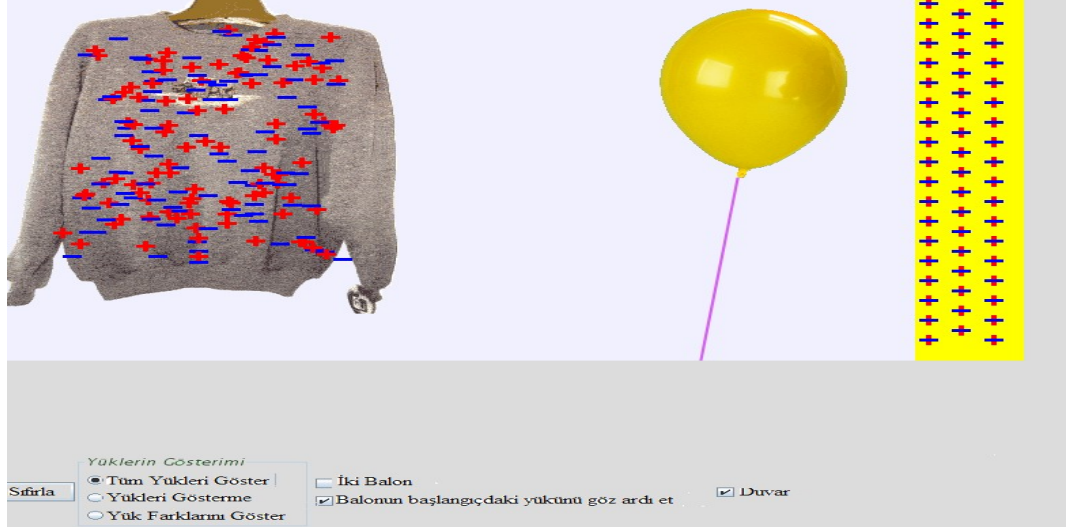 Yüklerin Gösterimi
Sıfırla
Tüm Yükleri Göster
Yükleri Gösterme
Yük Farklarını Göster
İki Balon
Balonun başlangıçdaki yükünü göz ardı et
Duvar